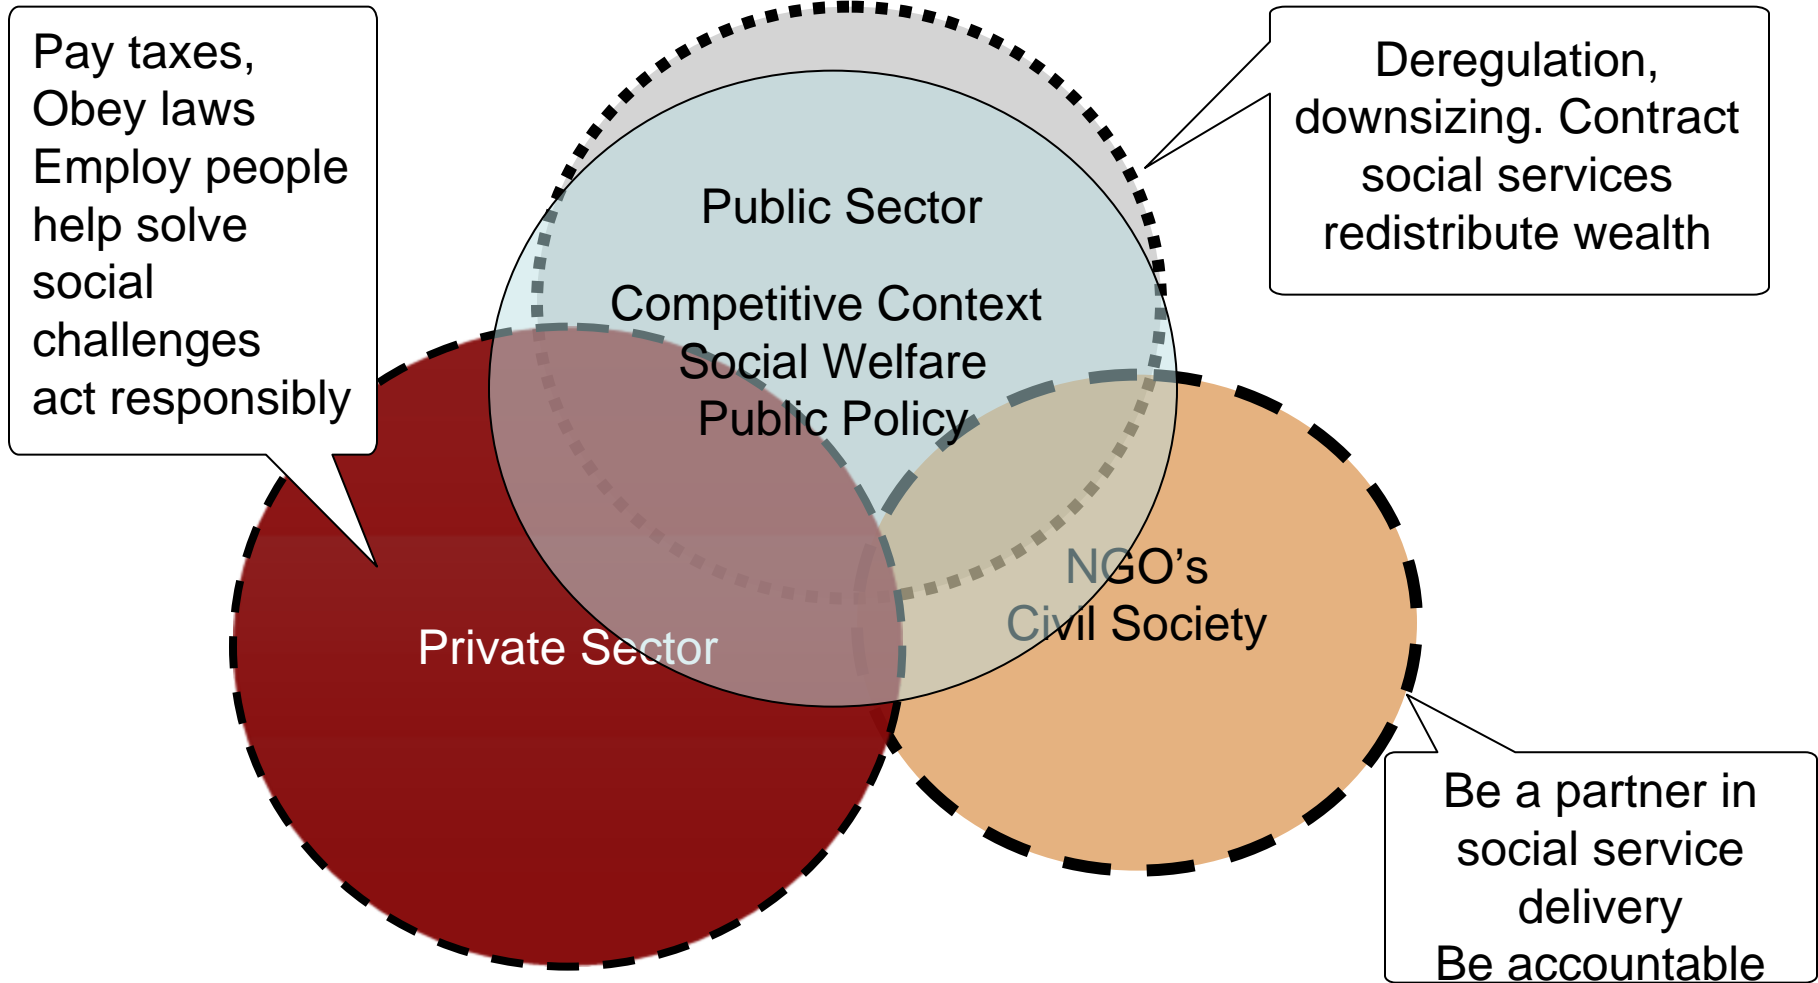 Pay taxes,
Obey laws
Employ people
help solve
social
challenges
act responsibly
Deregulation,
downsizing. Contract
social services
redistribute wealth
Public Sector
Competitive Context
Social Welfare
Public Policy
NGO’s
Civil Society
Private Sector
Be a partner in
social service
delivery
Be accountable